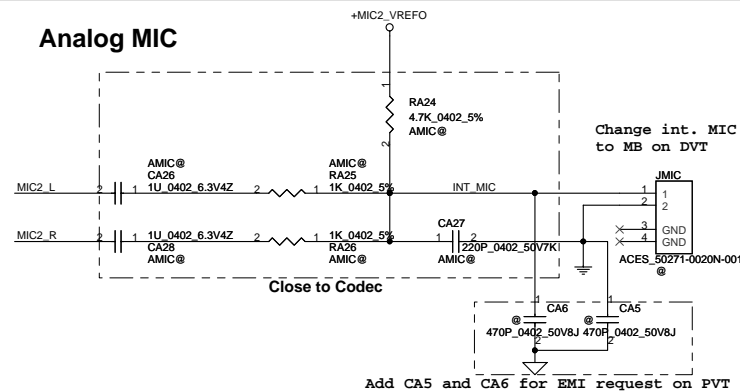 +MIC2_VREFO
Analog MIC
1
RA24
4.7K_0402_5%
AMIC@
2
Change int. MIC
to MB on DVT
AMIC@
CA26
1U_0402_6.3V4Z
AMIC@
RA25
1K_0402_5%
JMIC
MIC2_L
2
1
2
1
INT_MIC
1
2
1
2
3
4
GND
GND
MIC2_R
2
1
1U_0402_6.3V4Z
CA28
AMIC@
2
1
1K_0402_5%
RA26
AMIC@
CA27
1
2
220P_0402_50V7K
AMIC@
ACES_50271-0020N-001
@
Close to Codec
1
CA6
@
470P_0402_50V8J
2
1
CA5
@
470P_0402_50V8J
2
Add CA5 and CA6 for EMI request on PVT